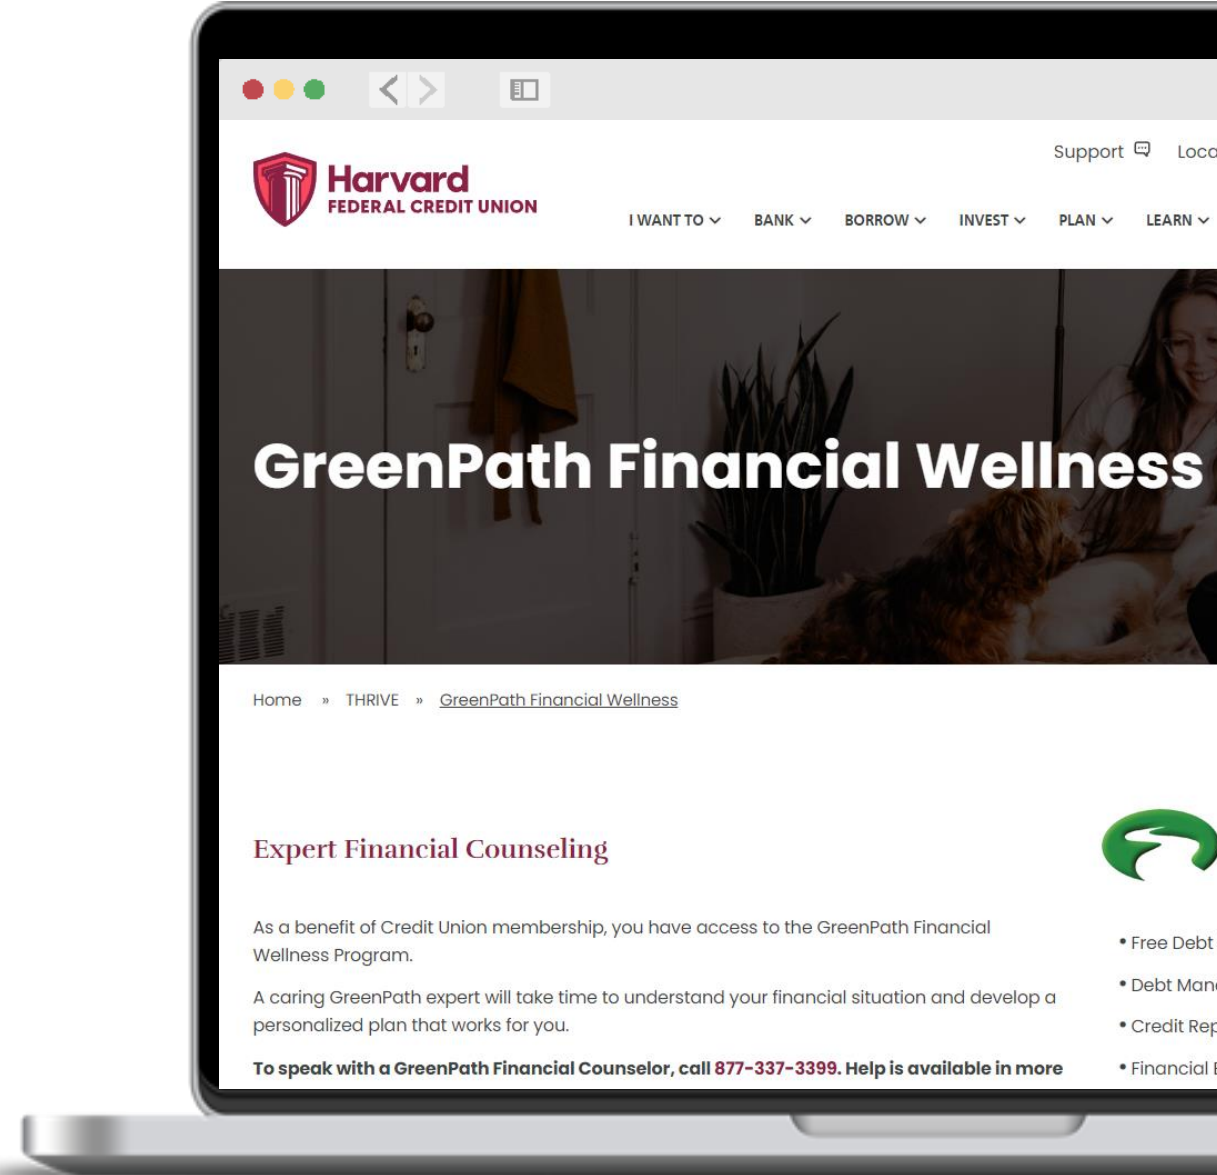 Support
Harvard
FEDERAL CREDIT UNION
I WANT TO
BANK
BORROW
INVEST
PLAN
LEARN
GreenPath Financial Wellness
Home » THRIVE » GreenPath Financial Wellness
Expert Financial Counseling
As a benefit of Credit Union membership, you have access to the GreenPath Financial
Wellness Program.
A caring GreenPath expert will take time to understand your financial situation and develop a
personalized plan that works for you.
To speak with a GreenPath Financial Counselor, call 877-337-3399. Help is available in more
• Free Debt
• Debt
• Credit
• Financial